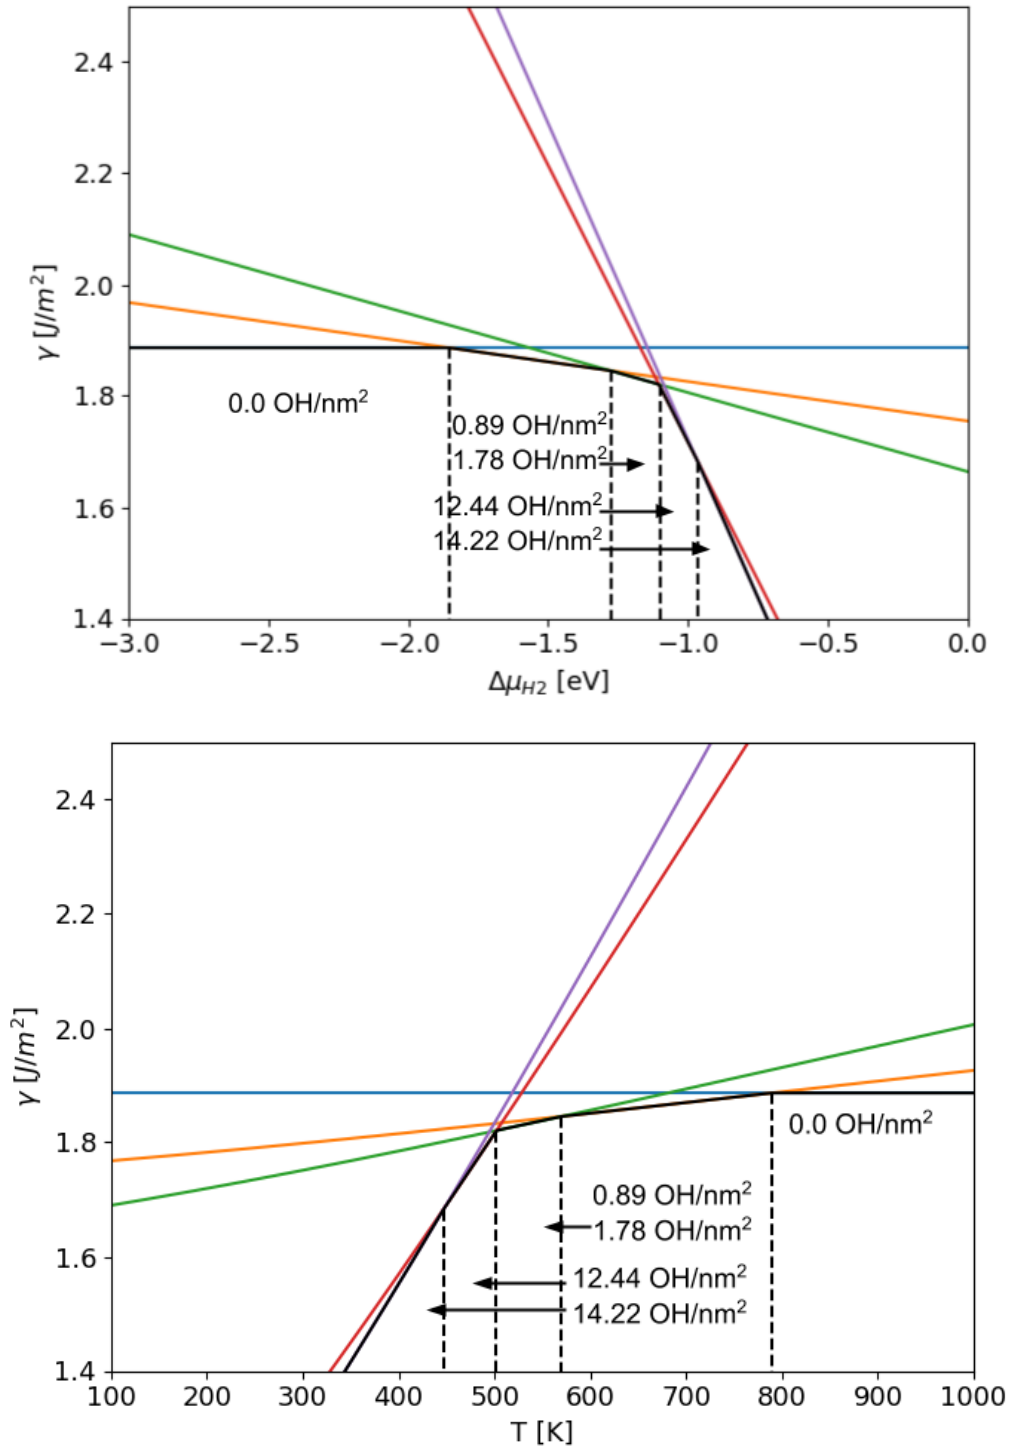 2.4
2.2
2.0
1.8
1.6
1.4
γ [J/m²]
0.0 OH/nm²
0.89 OH/nm²
1.78 OH/nm²
12.44 OH/nm²
14.22 OH/nm²
−3.0 −2.5 −2.0 −1.5 −1.0 −0.5 0.0
Δμ_H2 [eV]
2.4
2.2
2.0
1.8
1.6
1.4
γ [J/m²]
0.0 OH/nm²
0.89 OH/nm²
1.78 OH/nm²
12.44 OH/nm²
14.22 OH/nm²
100 200 300 400 500 600 700 800 900 1000
T [K]